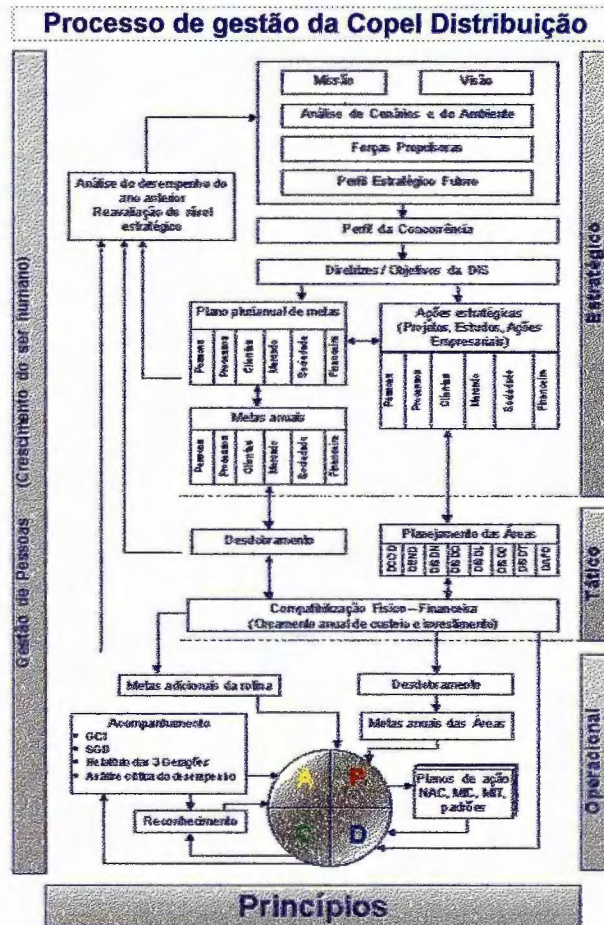 Processo de gestão da Copel Distribuição
Gestão de Pessoas (Crescimento do ser humano)
Missão
Visão
Análise de Cenários e do Ambiente
Forças Propulsoras
Perfil Estratégico Futuro
Análise do desempenho do
ano anterior
Reavaliação do nível
estratégico
Perfil da Concorrência
Diretrizes / Objetivos da DIS
Plano plurianual de metas
Pessoas
Processos
Clientes
Mercado
Sociedade
Financeira
Ações estratégicas
(Projetos, Estudos, Ações
Empresariais)
Pessoas
Processos
Clientes
Mercado
Sociedade
Financeira
Metas anuais
Pessoas
Processos
Clientes
Mercado
Sociedade
Financeira
Estratégico
Desdobramento
Planejamento das Áreas
Compatibilização Físico – Financeira
(Orçamento anual de custeio e investimento)
Tático
Metas adicionais da rotina
Desdobramento
Metas anuais das Áreas
Acompanhamento
• GCT
• SGD
• Relatório das 3 Gerações
• Análise crítica do desempenho
Reconhecimento
A
P
C
D
Planos de ação
NAC, MIC, MIT,
padrões
Operacional
Princípios